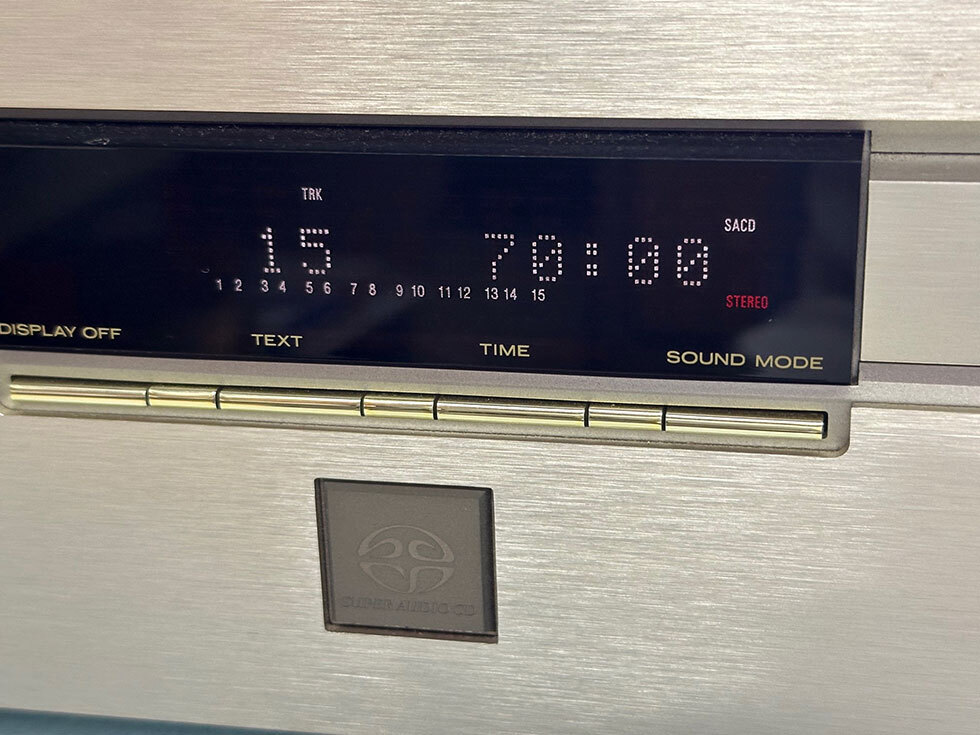 TRK
15 70:00
SACD
1 2 3 4 5 6 7 8 9 10 11 12 13 14 15
STEREO
DISPLAY OFF TEXT TIME SOUND MODE
SUPER AUDIO CD